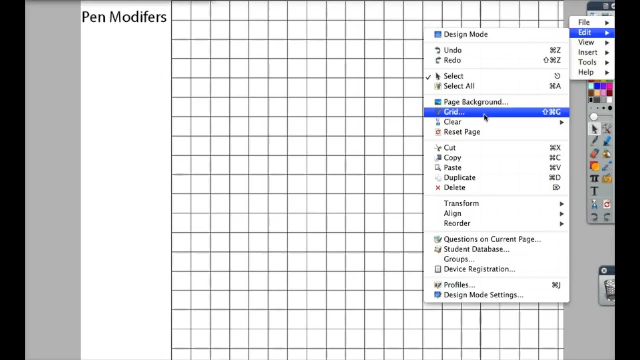 Pen Modifers
File
Edit
View
Insert
Tools
Help
Design Mode
Undo ⌘Z
Redo ⇧⌘Z
✓ Select
Select All ⌘A
Page Background...
Grid... ⇧⌘G
Clear
Reset Page
Cut ⌘X
Copy ⌘C
Paste ⌘V
Duplicate ⌘D
Delete ⌦
Transform
Align
Reorder
Questions on Current Page...
Student Database...
Groups...
Device Registration...
Profiles... ⌘J
Design Mode Settings...
T